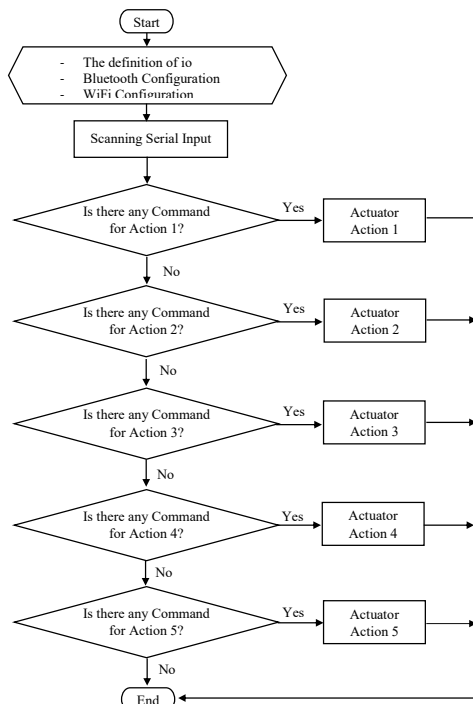 Start
- The definition of io
- Bluetooth Configuration
- WiFi Configuration
Scanning Serial Input
Is there any Command
for Action 1?
Yes
Actuator
Action 1
No
Is there any Command
for Action 2?
Yes
Actuator
Action 2
No
Is there any Command
for Action 3?
Yes
Actuator
Action 3
No
Is there any Command
for Action 4?
Yes
Actuator
Action 4
No
Is there any Command
for Action 5?
Yes
Actuator
Action 5
No
End